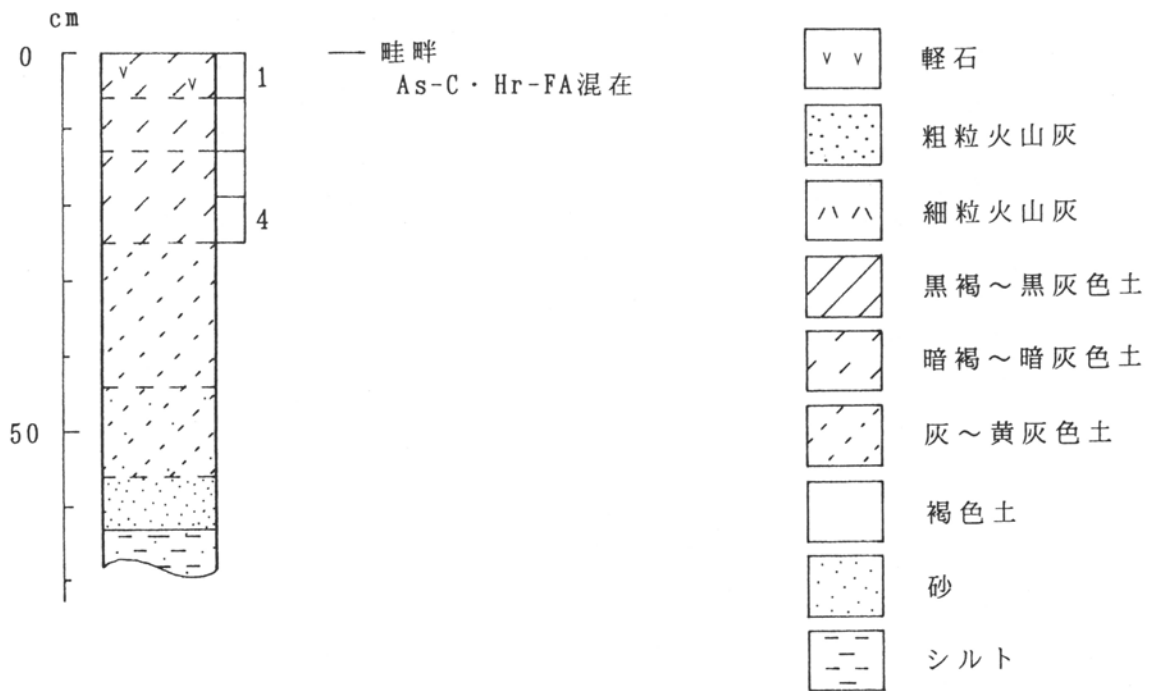 cm
0
50
1
4
畦畔
As-C・Hr-FA混在
軽石
粗粒火山灰
細粒火山灰
黒褐～黒灰色土
暗褐～暗灰色土
灰～黄灰色土
褐色土
砂
シルト